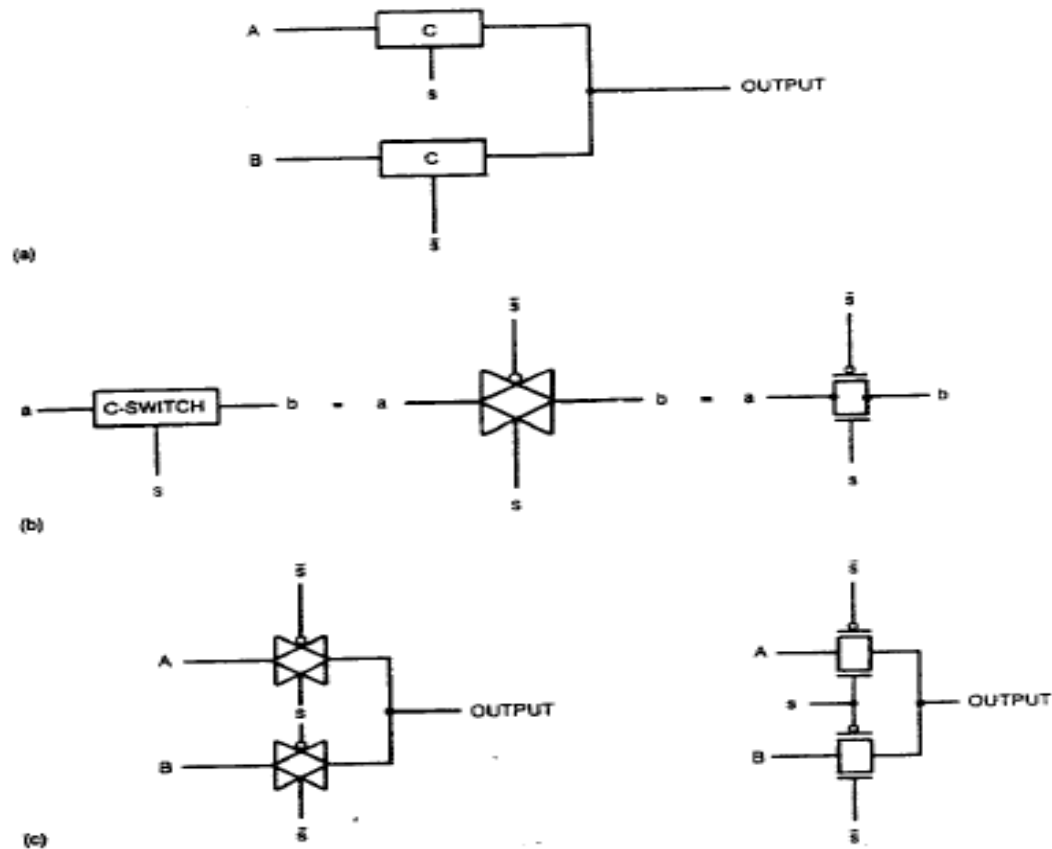 A C
s
OUTPUT
B C
s̄
(a)
s̄ s̄
a C-SWITCH b = a b = a b
s s s
(b)
s̄ s̄
A A
s s
OUTPUT OUTPUT
B B
s̄ s̄
(c)